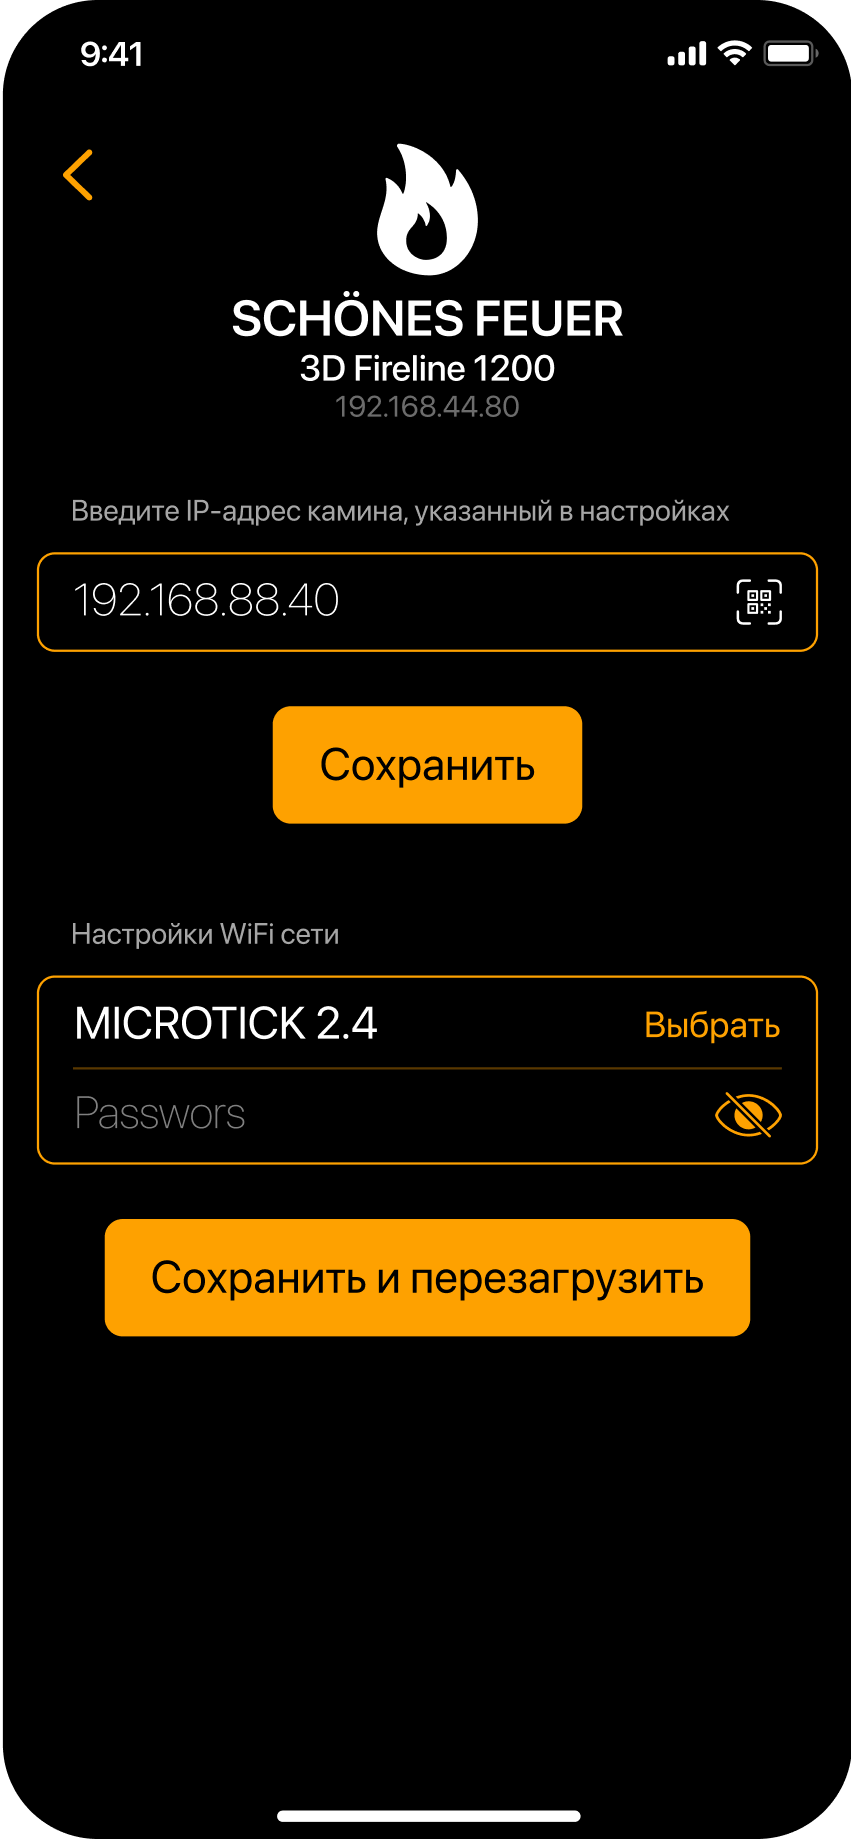 9:41
SCHÖNES FEUER
3D Fireline 1200
192.168.44.80
Введите IP-адрес камина, указанный в настройках
192.168.88.40
Сохранить
Настройки WiFi сети
MICROTICK 2.4 Выбрать
Passwors
Сохранить и перезагрузить